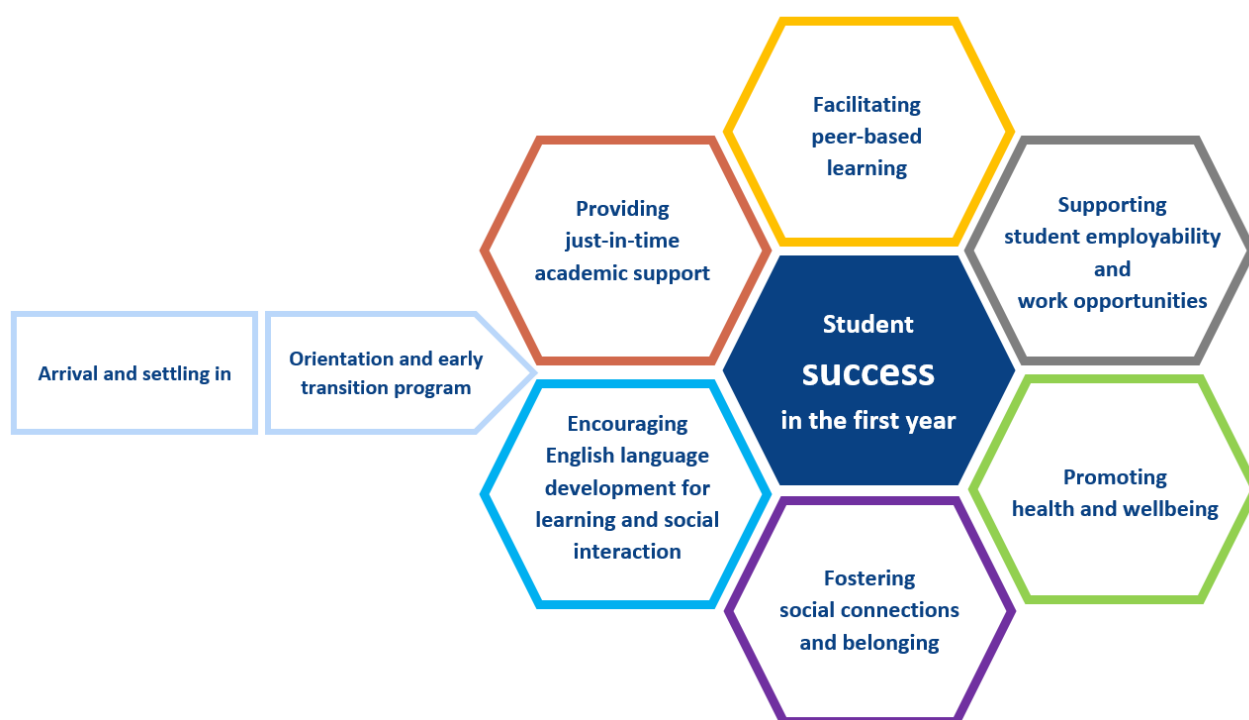 Arrival and settling in
Orientation and early
transition program
Providing
just-in-time
academic support
Facilitating
peer-based
learning
Supporting
student employability
and
work opportunities
Student
success
in the first year
Encouraging
English language
development for
learning and social
interaction
Fostering
social connections
and belonging
Promoting
health and wellbeing